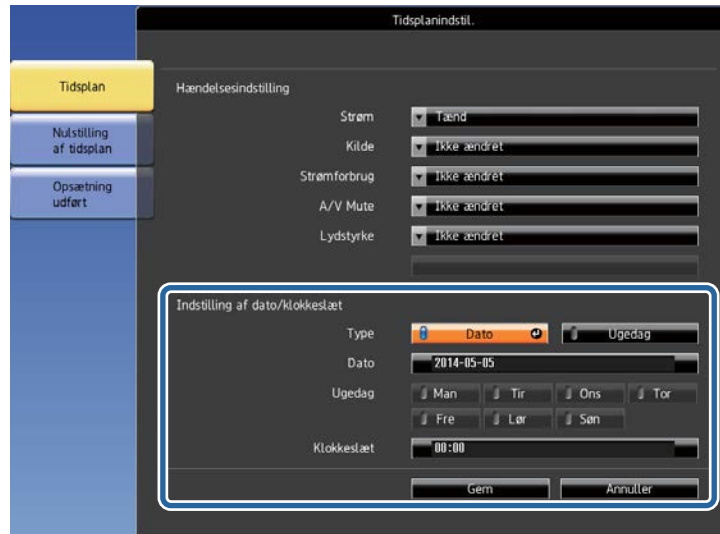 Tidsplanindstil.
Tidsplan
Nulstilling
af tidsplan
Opsætning
udført
Hændelsesindstilling
Strøm Tænd
Kilde Ikke ændret
Strømforbrug Ikke ændret
A/V Mute Ikke ændret
Lydstyrke Ikke ændret
Indstilling af dato/klokkeslæt
Type Dato Ugedag
Dato 2014-05-05
Ugedag Man Tir Ons Tor
Fre Lør Søn
Klokkeslæt 00:00
Gem Annuller